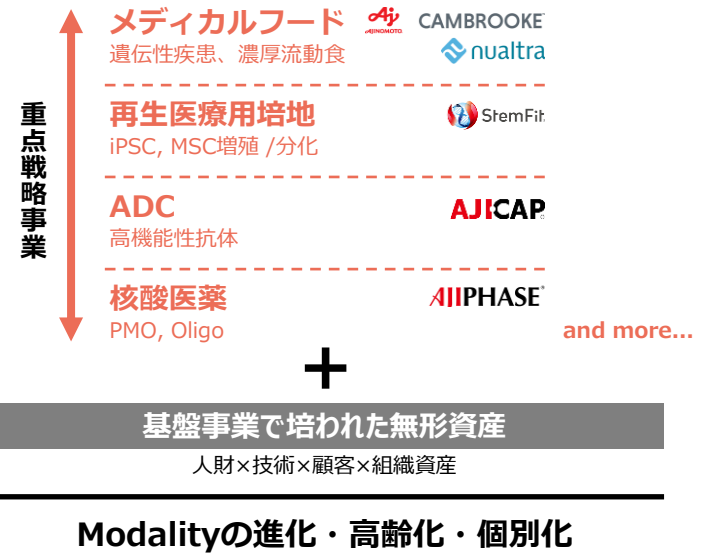 メディカルフード
Aj
AJINOMOTO
CAMBROOKE
遺伝性疾患、濃厚流動食
nualtra
重点戦略事業
再生医療用培地
iPSC, MSC増殖 /分化
StemFit
ADC
高機能性抗体
AJICAP
核酸医薬
PMO, Oligo
AJIPHASE
and more...
+
基盤事業で培われた無形資産
人財×技術×顧客×組織資産
Modalityの進化・高齢化・個別化